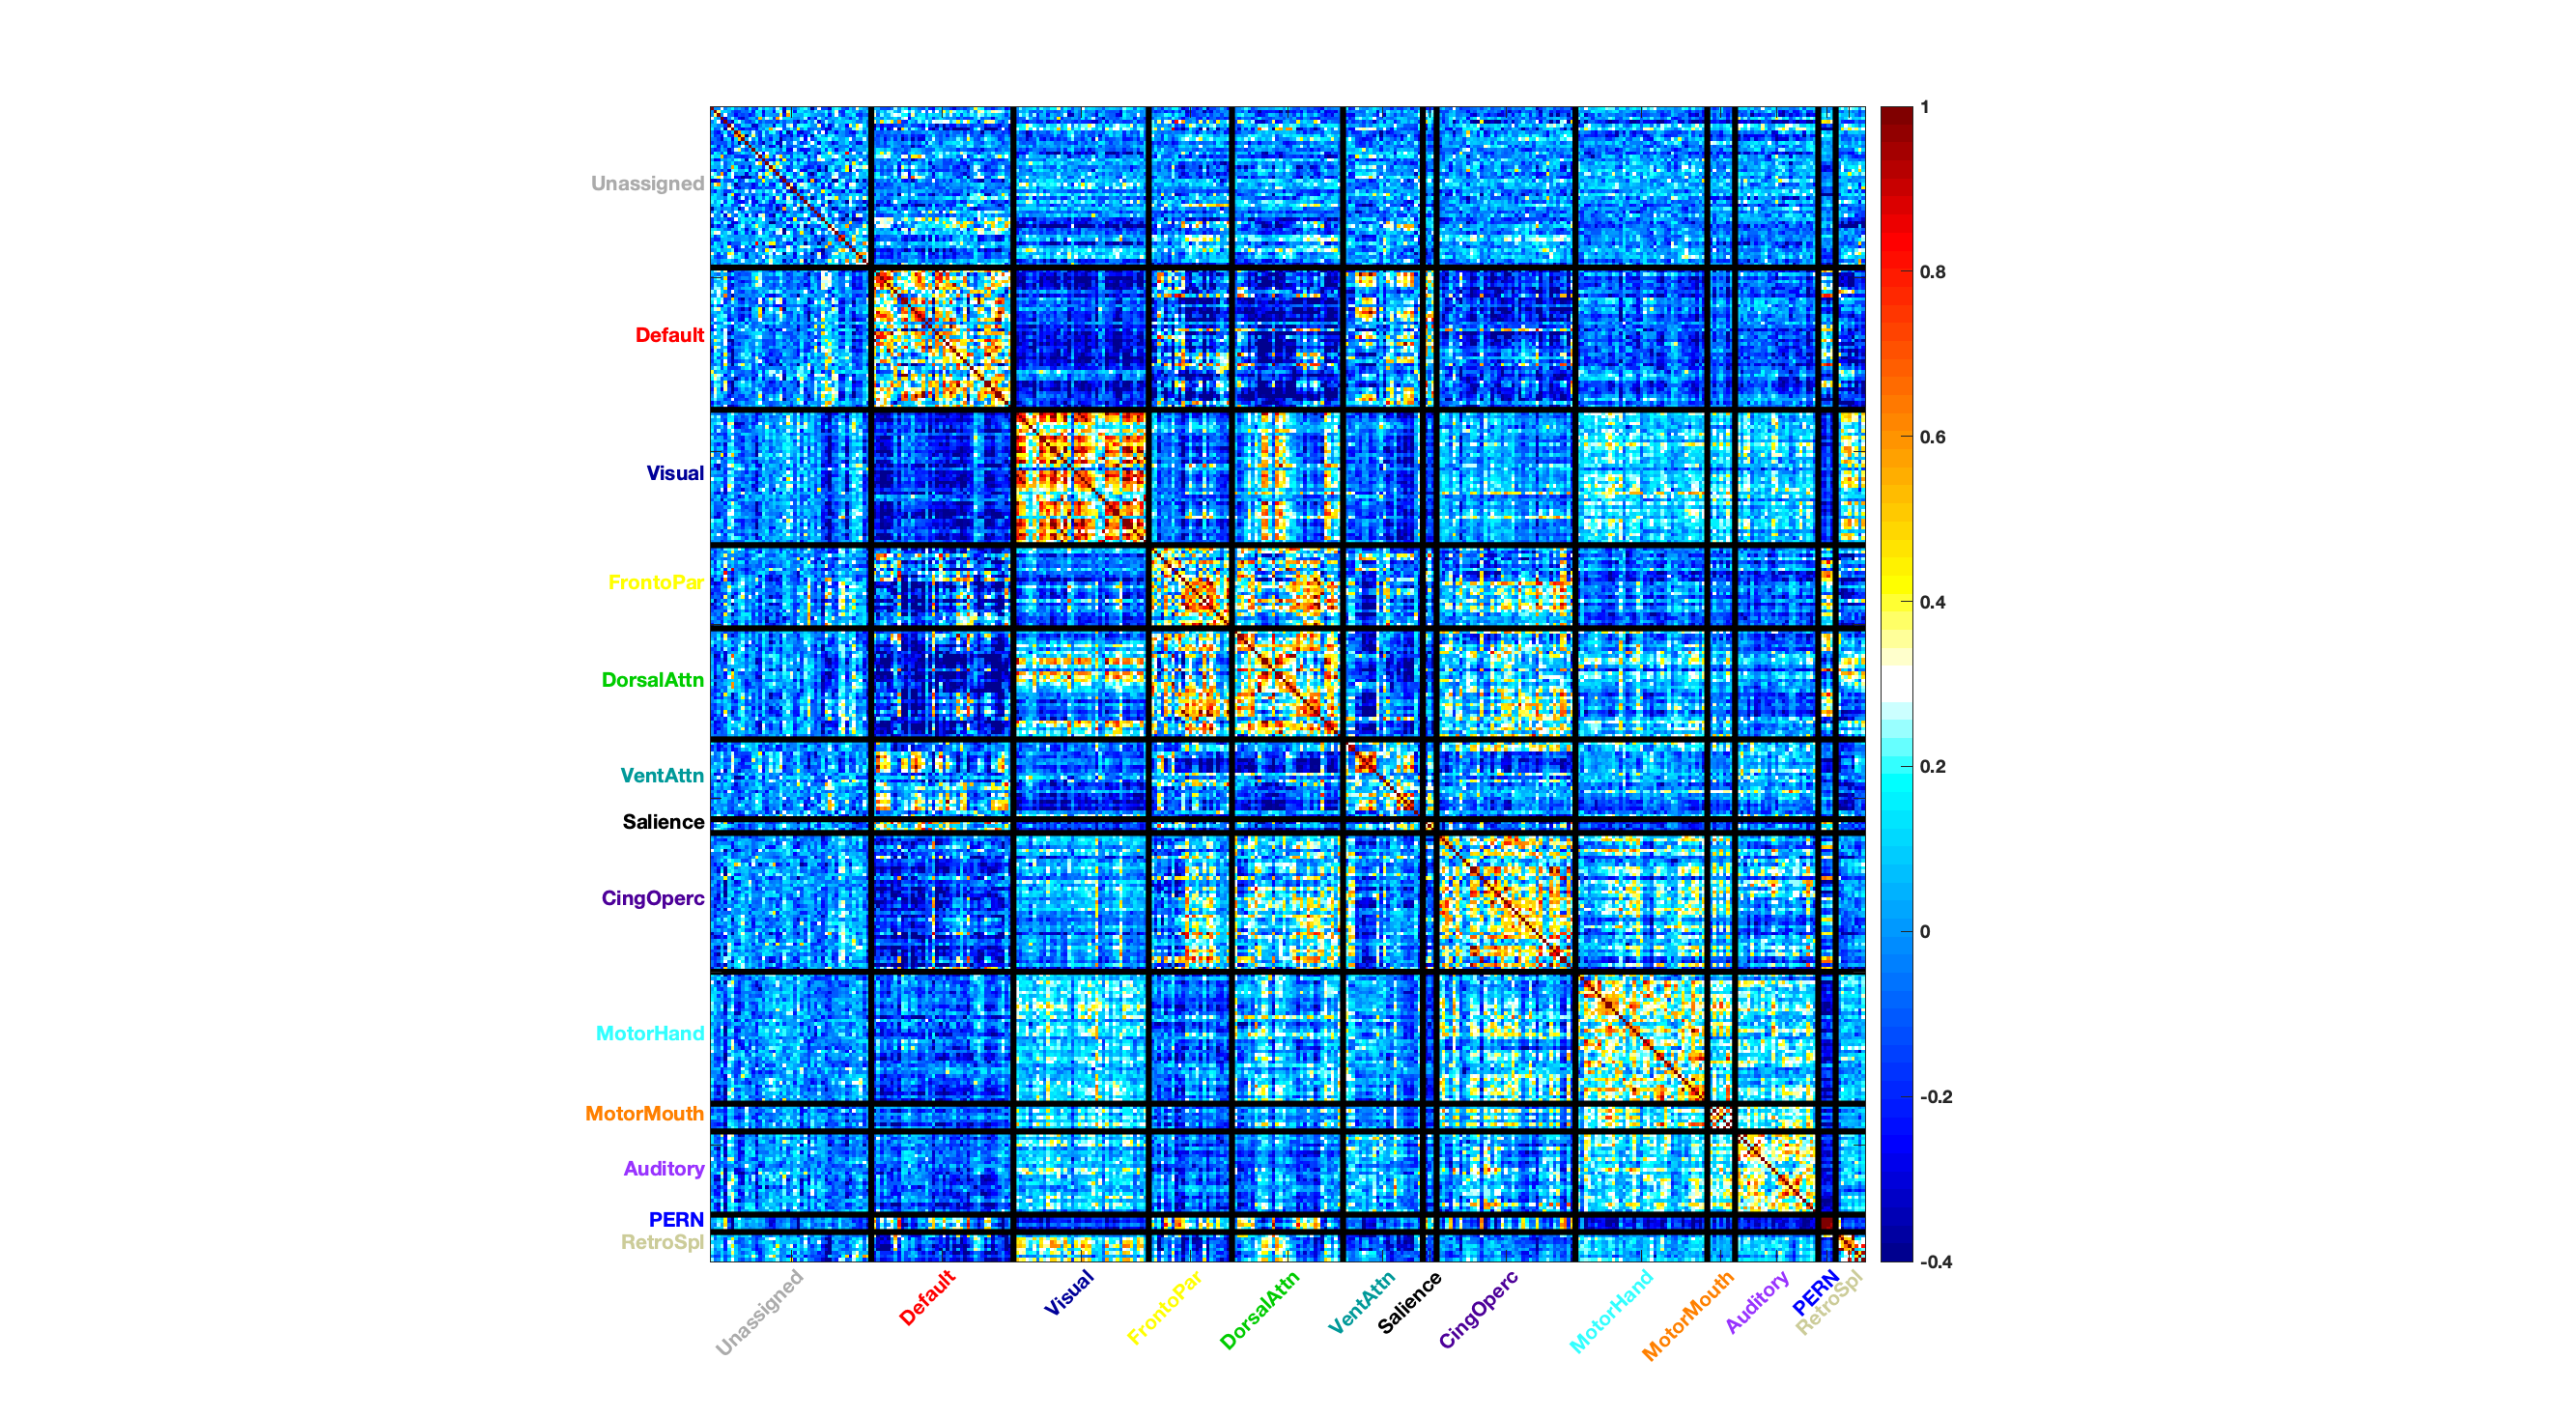 Unassigned
Default
Visual
FrontoPar
DorsalAttn
VentAttn
Salience
CingOperc
MotorHand
MotorMouth
Auditory
PERN
RetroSpl
Unassigned
Default
Visual
FrontoPar
DorsalAttn
VentAttn
Salience
CingOperc
MotorHand
MotorMouth
Auditory
PERN
RetroSpl
1
0.8
0.6
0.4
0.2
0
-0.2
-0.4